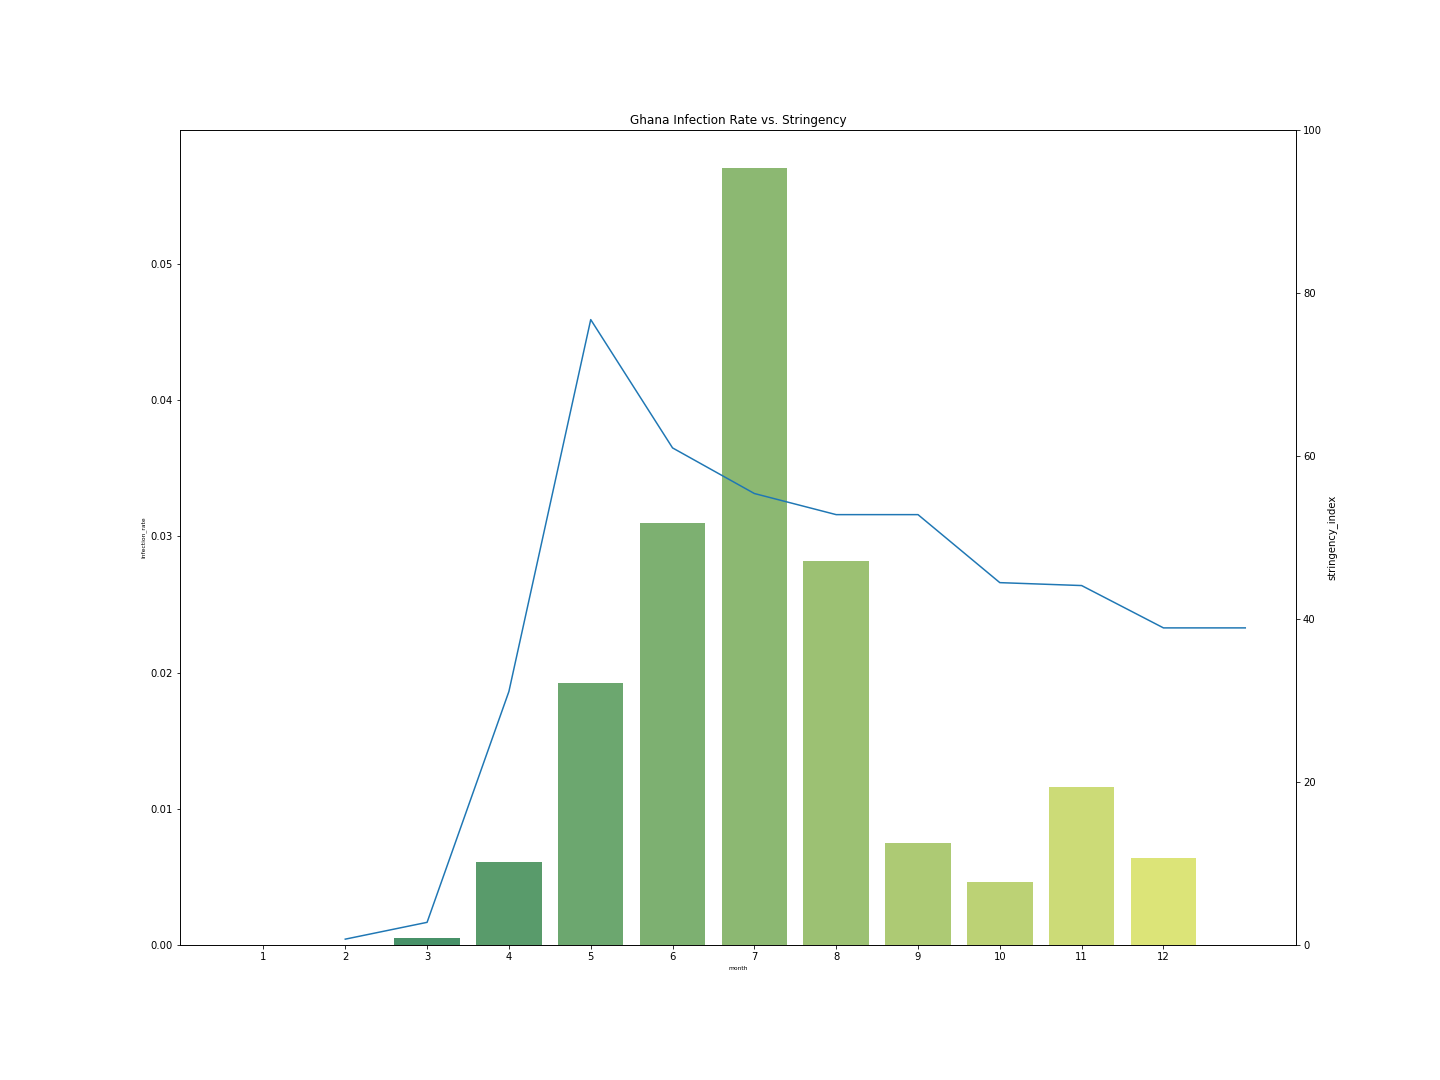 Ghana Infection Rate vs. Stringency
100
80
60
40
20
0
0.05
0.04
0.03
0.02
0.01
0.00
Infection_rate
stringency_index
1 2 3 4 5 6 7 8 9 10 11 12
month